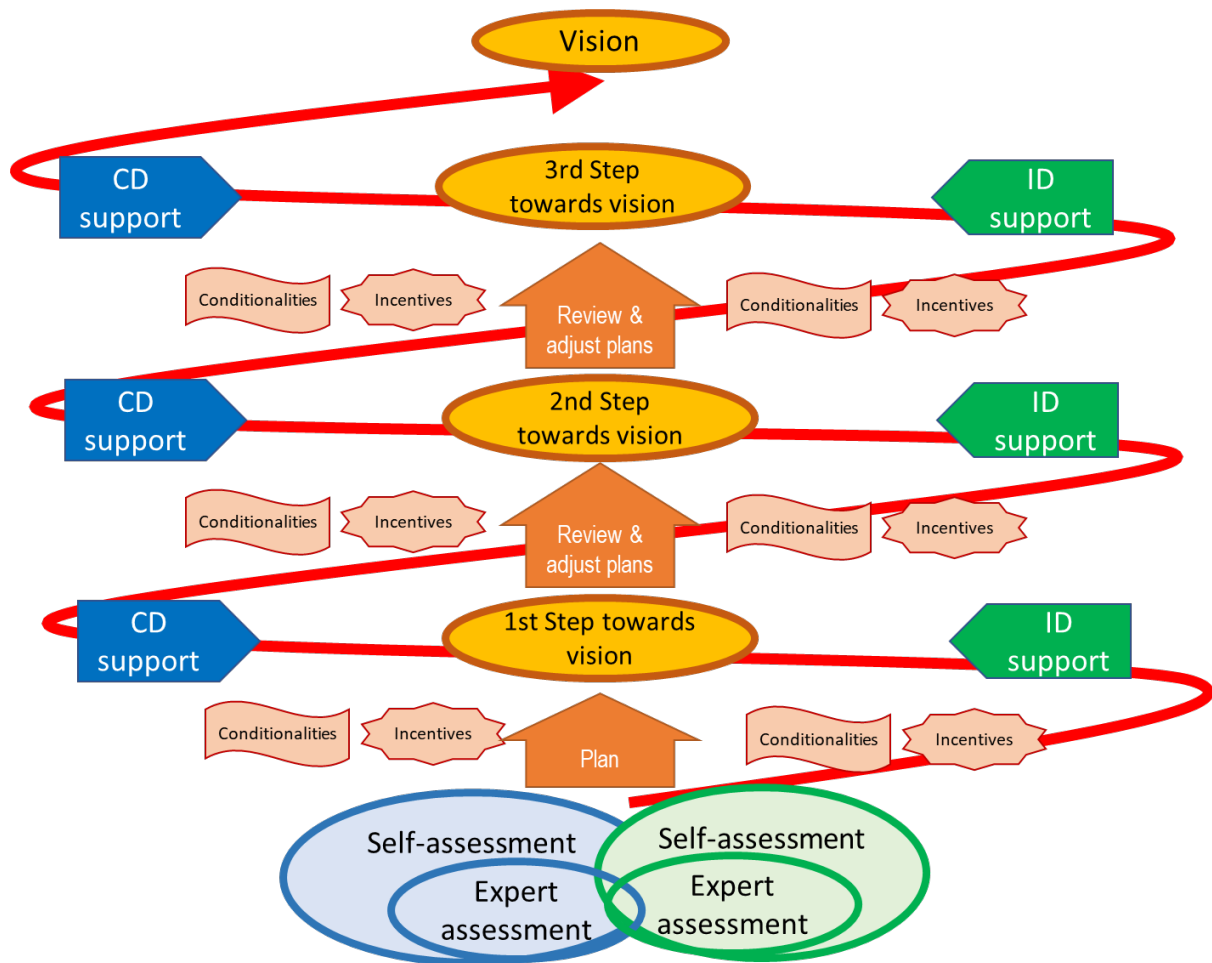 Vision
CD
support
3rd Step
towards vision
ID
support
Conditionalities
Incentives
Review &
adjust plans
Conditionalities
Incentives
CD
support
2nd Step
towards vision
ID
support
Conditionalities
Incentives
Review &
adjust plans
Conditionalities
Incentives
CD
support
1st Step towards
vision
ID
support
Conditionalities
Incentives
Plan
Conditionalities
Incentives
Self-assessment
Expert
assessment
Self-assessment
Expert
assessment